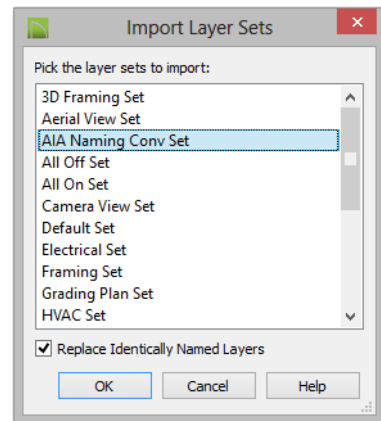 Import Layer Sets
Pick the layer sets to import:
3D Framing Set
Aerial View Set
AIA Naming Conv Set
All Off Set
All On Set
Camera View Set
Default Set
Electrical Set
Framing Set
Grading Plan Set
HVAC Set
Replace Identically Named Layers
OK Cancel Help